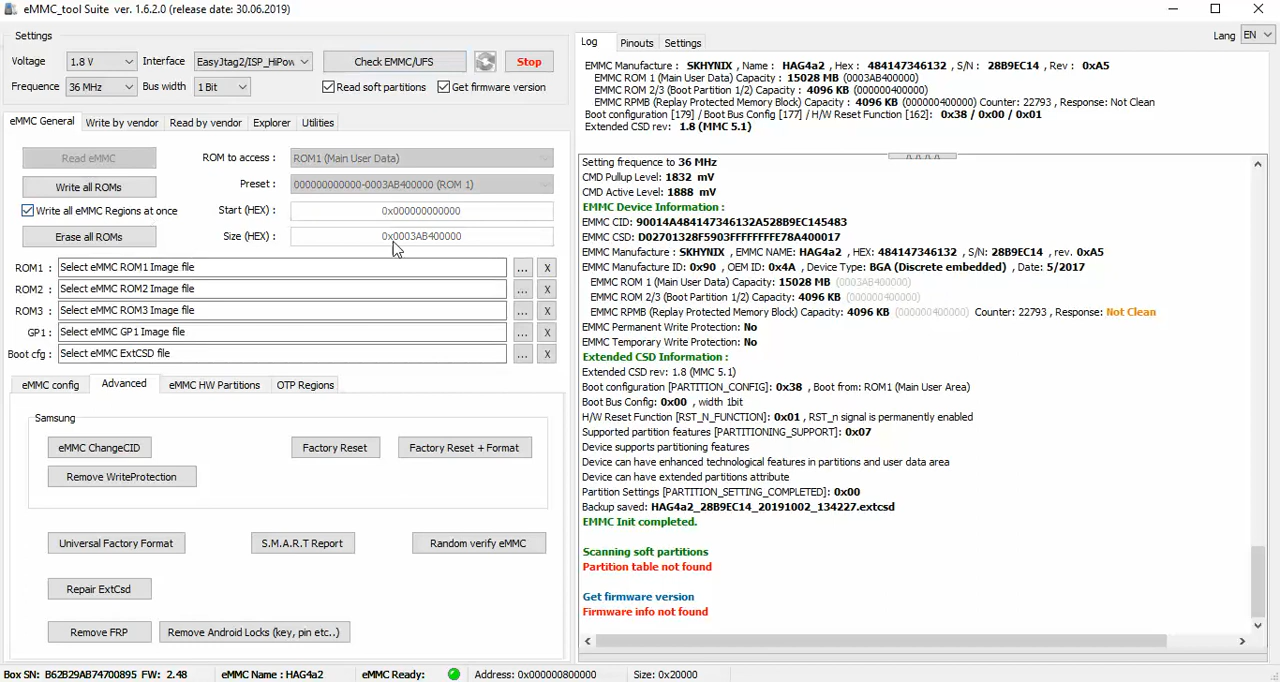 eMMC_tool Suite ver. 1.6.2.0 (release date: 30.06.2019)
Settings
Voltage 1.8 V Interface EasyJtag2/ISP_HiPow Check EMMC/UFS Stop
Frequence 36 MHz Bus width 1 Bit Read soft partitions Get firmware version
eMMC General Write by vendor Read by vendor Explorer Utilities
Read eMMC ROM to access : ROM1 (Main User Data)
Write all ROMs Preset : 000000000000-0003AB400000 (ROM 1)
Write all eMMC Regions at once Start (HEX) : 0x000000000000
Erase all ROMs Size (HEX) : 0x0003AB400000
ROM1 : Select eMMC ROM1 Image file ... X
ROM2 : Select eMMC ROM2 Image file ... X
ROM3 : Select eMMC ROM3 Image file ... X
GP1 : Select eMMC GP1 Image file ... X
Boot cfg : Select eMMC ExtCSD file ... X
eMMC config Advanced eMMC HW Partitions OTP Regions
Samsung
eMMC ChangeCID Factory Reset Factory Reset + Format
Remove WriteProtection
Universal Factory Format S.M.A.R.T Report Random verify eMMC
Repair ExtCsd
Remove FRP Remove Android Locks (key, pin etc..)
Log Pinouts Settings Lang EN
EMMC Manufacture : SKHYNIX , Name : HAG4a2 , Hex : 484147346132 , S/N : 28B9EC14 , Rev : 0xA5
EMMC ROM 1 (Main User Data) Capacity : 15028 MB (0003AB400000)
EMMC ROM 2/3 (Boot Partition 1/2) Capacity : 4096 KB (000000400000)
EMMC RPMB (Replay Protected Memory Block) Capacity : 4096 KB (000000400000) Counter: 22793 , Response: Not Clean
Boot configuration [179] / Boot Bus Config [177] / H/W Reset Function [162]: 0x38 / 0x00 / 0x01
Extended CSD rev: 1.8 (MMC 5.1)
Setting frequence to 36 MHz
CMD Pullup Level: 1832 mV
CMD Active Level: 1888 mV
EMMC Device Information :
EMMC CID: 90014A484147346132A528B9EC145483
EMMC CSD: D02701328F5903FFFFFFFFE78A400017
EMMC Manufacture : SKHYNIX , EMMC NAME: HAG4a2 , HEX: 484147346132 , S/N: 28B9EC14 , rev. 0xA5
EMMC Manufacture ID: 0x90 , OEM ID: 0x4A , Device Type: BGA (Discrete embedded) , Date: 5/2017
EMMC ROM 1 (Main User Data) Capacity: 15028 MB (0003AB400000)
EMMC ROM 2/3 (Boot Partition 1/2) Capacity: 4096 KB (000000400000)
EMMC RPMB (Replay Protected Memory Block) Capacity: 4096 KB (000000400000) Counter: 22793 , Response: Not Clean
EMMC Permanent Write Protection: No
EMMC Temporary Write Protection: No
Extended CSD Information :
Extended CSD rev: 1.8 (MMC 5.1)
Boot configuration [PARTITION_CONFIG]: 0x38 , Boot from: ROM1 (Main User Area)
Boot Bus Config: 0x00 , width 1bit
H/W Reset Function [RST_N_FUNCTION]: 0x01 , RST_n signal is permanently enabled
Supported partition features [PARTITIONING_SUPPORT]: 0x07
Device supports partitioning features
Device can have enhanced technological features in partitions and user data area
Device can have extended partitions attribute
Partition Settings [PARTITION_SETTING_COMPLETED]: 0x00
Backup saved: HAG4a2_28B9EC14_20191002_134227.extcsd
EMMC Init completed.
Scanning soft partitions
Partition table not found
Get firmware version
Firmware info not found
Box SN: B62B29AB74700895 FW: 2.48 eMMC Name : HAG4a2 eMMC Ready: Address: 0x000000800000 Size: 0x20000